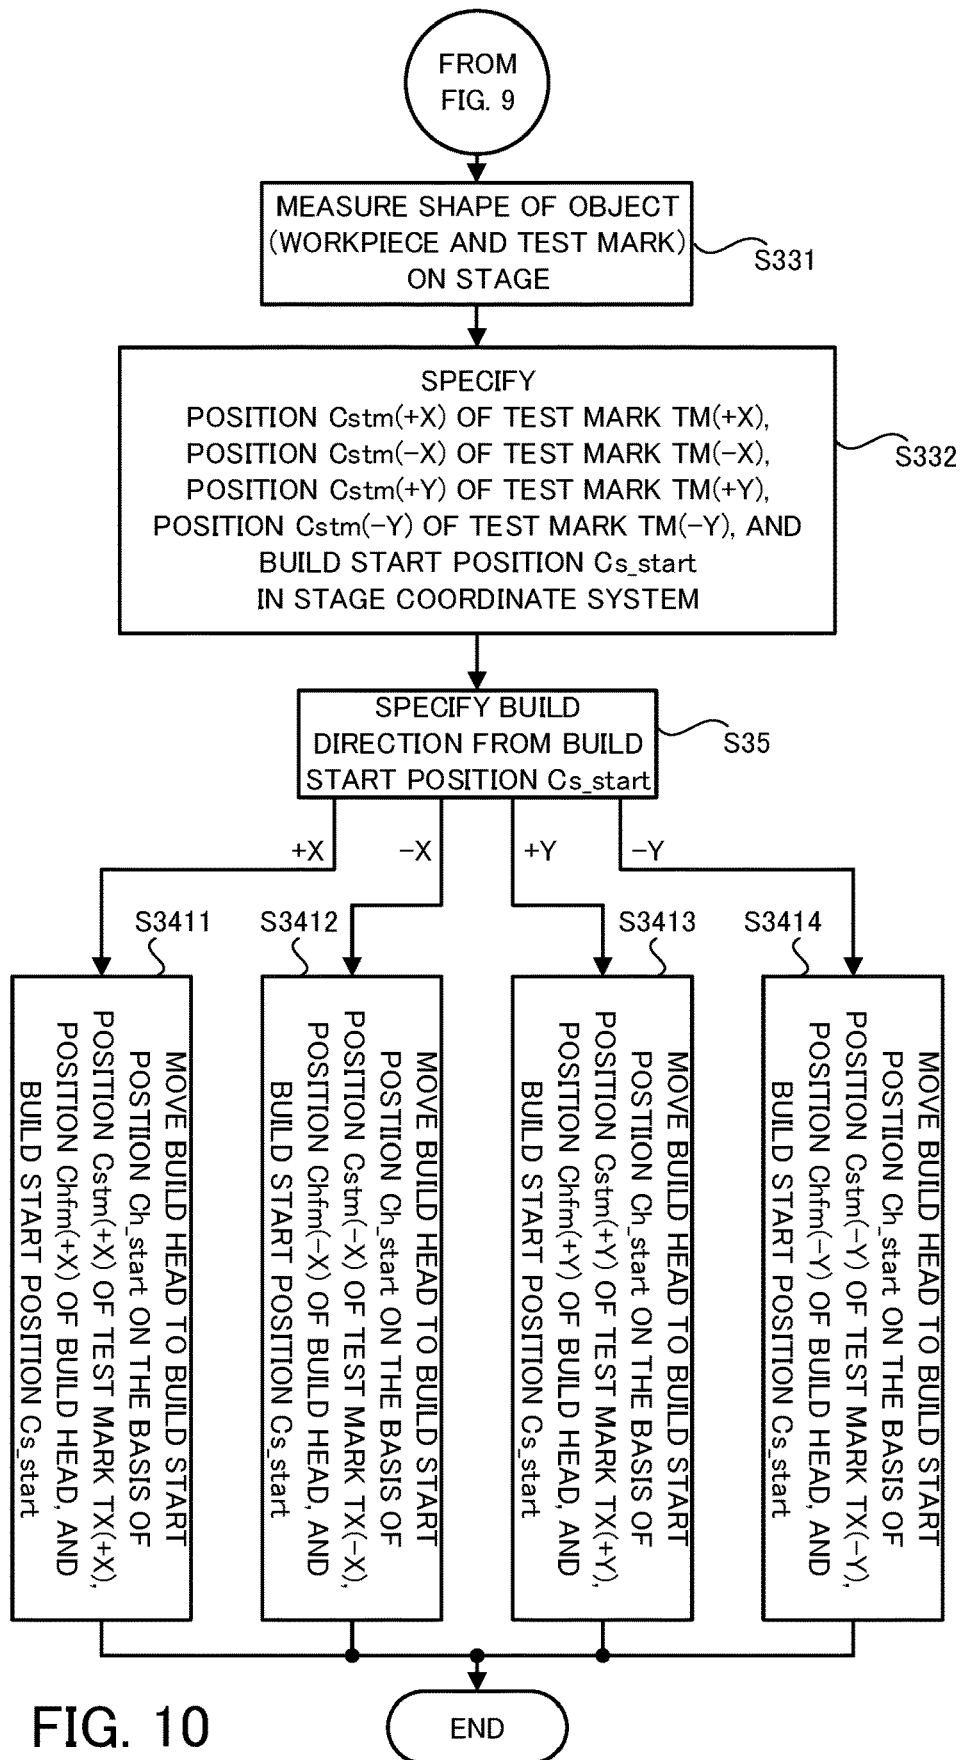 FROM
FIG. 9
MEASURE SHAPE OF OBJECT
(WORKPIECE AND TEST MARK)
ON STAGE
S331
SPECIFY
POSITION Cstm(+X) OF TEST MARK TM(+X),
POSITION Cstm(−X) OF TEST MARK TM(−X),
POSITION Cstm(+Y) OF TEST MARK TM(+Y),
POSITION Cstm(−Y) OF TEST MARK TM(−Y), AND
BUILD START POSITION Cs_start
IN STAGE COORDINATE SYSTEM
S332
SPECIFY BUILD
DIRECTION FROM BUILD
START POSITION Cs_start
S35
+X
−X
+Y
−Y
S3411
MOVE BUILD HEAD TO BUILD START
POSTIION Ch_start ON THE BASIS OF
POSITION Cstm(+X) OF TEST MARK TX(+X),
POSITION Chfm(+X) OF BUILD HEAD, AND
BUILD START POSITION Cs_start
S3412
MOVE BUILD HEAD TO BUILD START
POSTIION Ch_start ON THE BASIS OF
POSITION Cstm(−X) OF TEST MARK TX(−X),
POSITION Chfm(−X) OF BUILD HEAD, AND
BUILD START POSITION Cs_start
S3413
MOVE BUILD HEAD TO BUILD START
POSTIION Ch_start ON THE BASIS OF
POSITION Cstm(+Y) OF TEST MARK TX(+Y),
POSITION Chfm(+Y) OF BUILD HEAD, AND
BUILD START POSITION Cs_start
S3414
MOVE BUILD HEAD TO BUILD START
POSTIION Ch_start ON THE BASIS OF
POSITION Cstm(−Y) OF TEST MARK TX(−Y),
POSITION Chfm(−Y) OF BUILD HEAD, AND
BUILD START POSITION Cs_start
END
FIG. 10